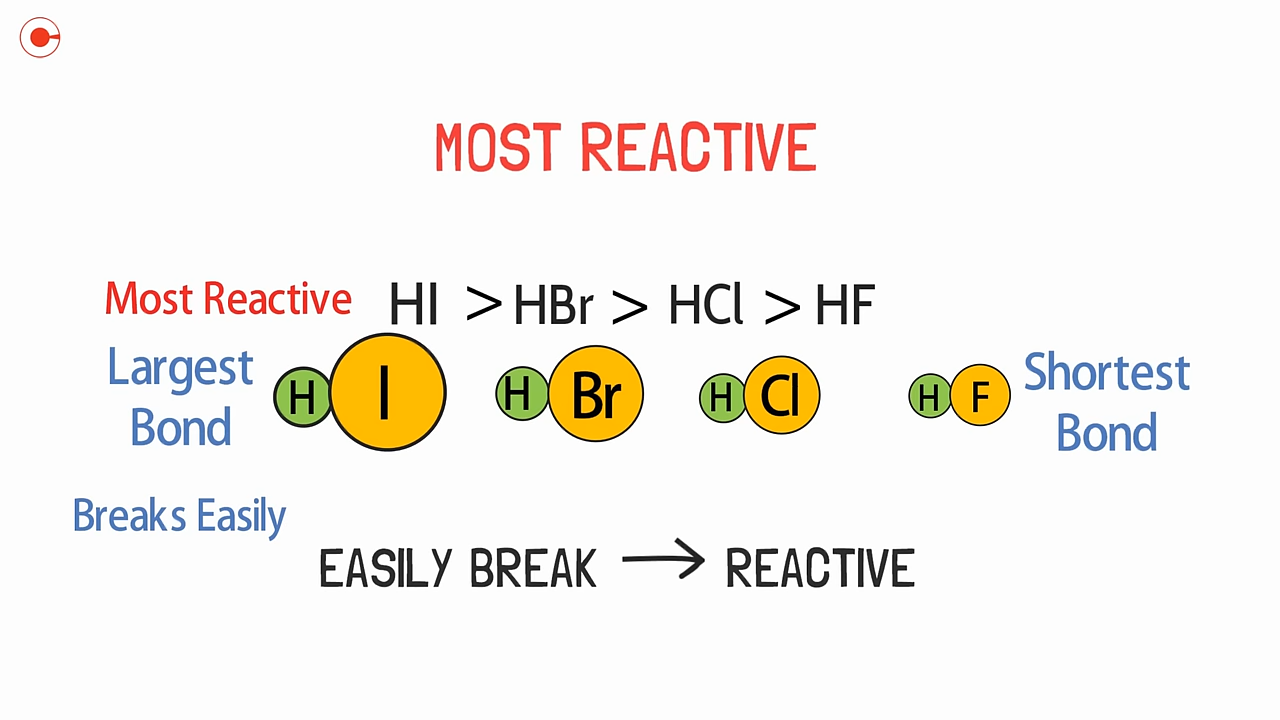 MOST REACTIVE
Most Reactive HI > HBr > HCl > HF
Largest
Bond
H I
H Br
H Cl
H F
Shortest
Bond
Breaks Easily
EASILY BREAK → REACTIVE